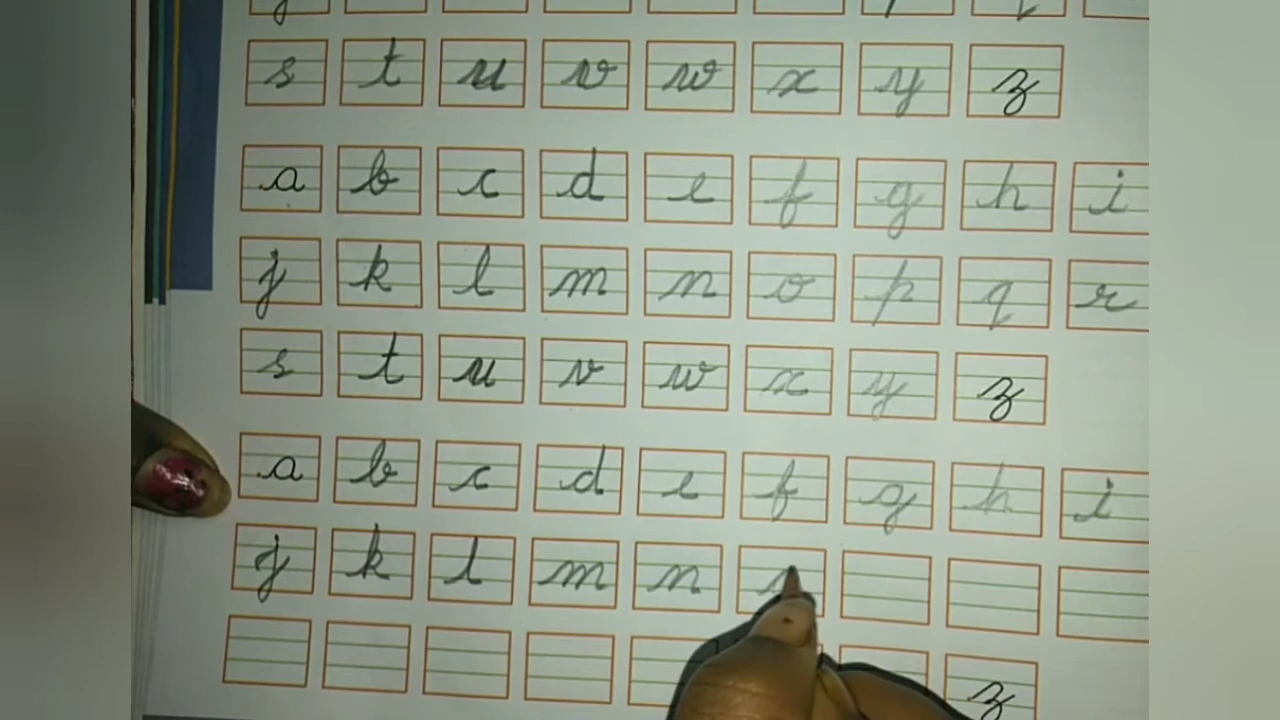 s t u v w x y z
a b c d e f g h i
j k l m n o p q r
s t u v w x y z
a b c d e f g h i
j k l m n
z